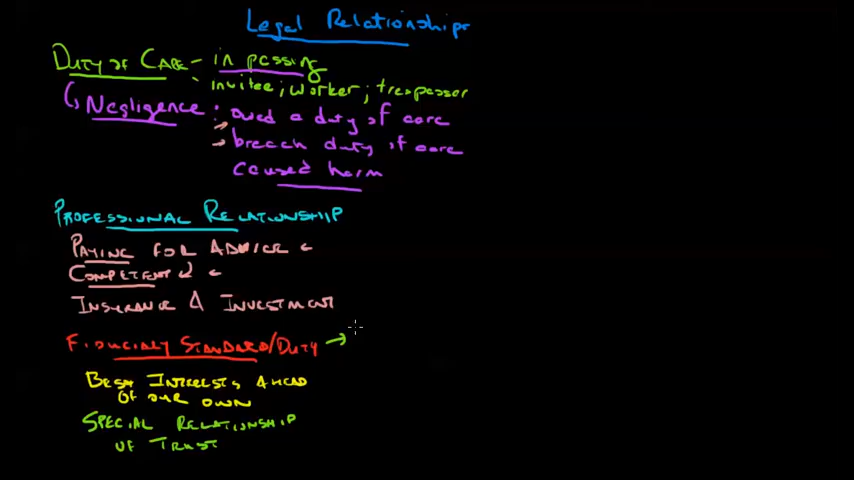 Legal Relationships
DUTY OF CARE - in passing
invitee; worker; trespasser
Negligence: owed a duty of care
→ breach duty of care
caused harm
PROFESSIONAL RELATIONSHIP
PAYING FOR ADVICE
COMPETENT
INSURANCE & INVESTMENT
FIDUCIARY STANDARD/DUTY →
BEST INTERESTS AHEAD
OF OUR OWN
SPECIAL RELATIONSHIP
OF TRUST